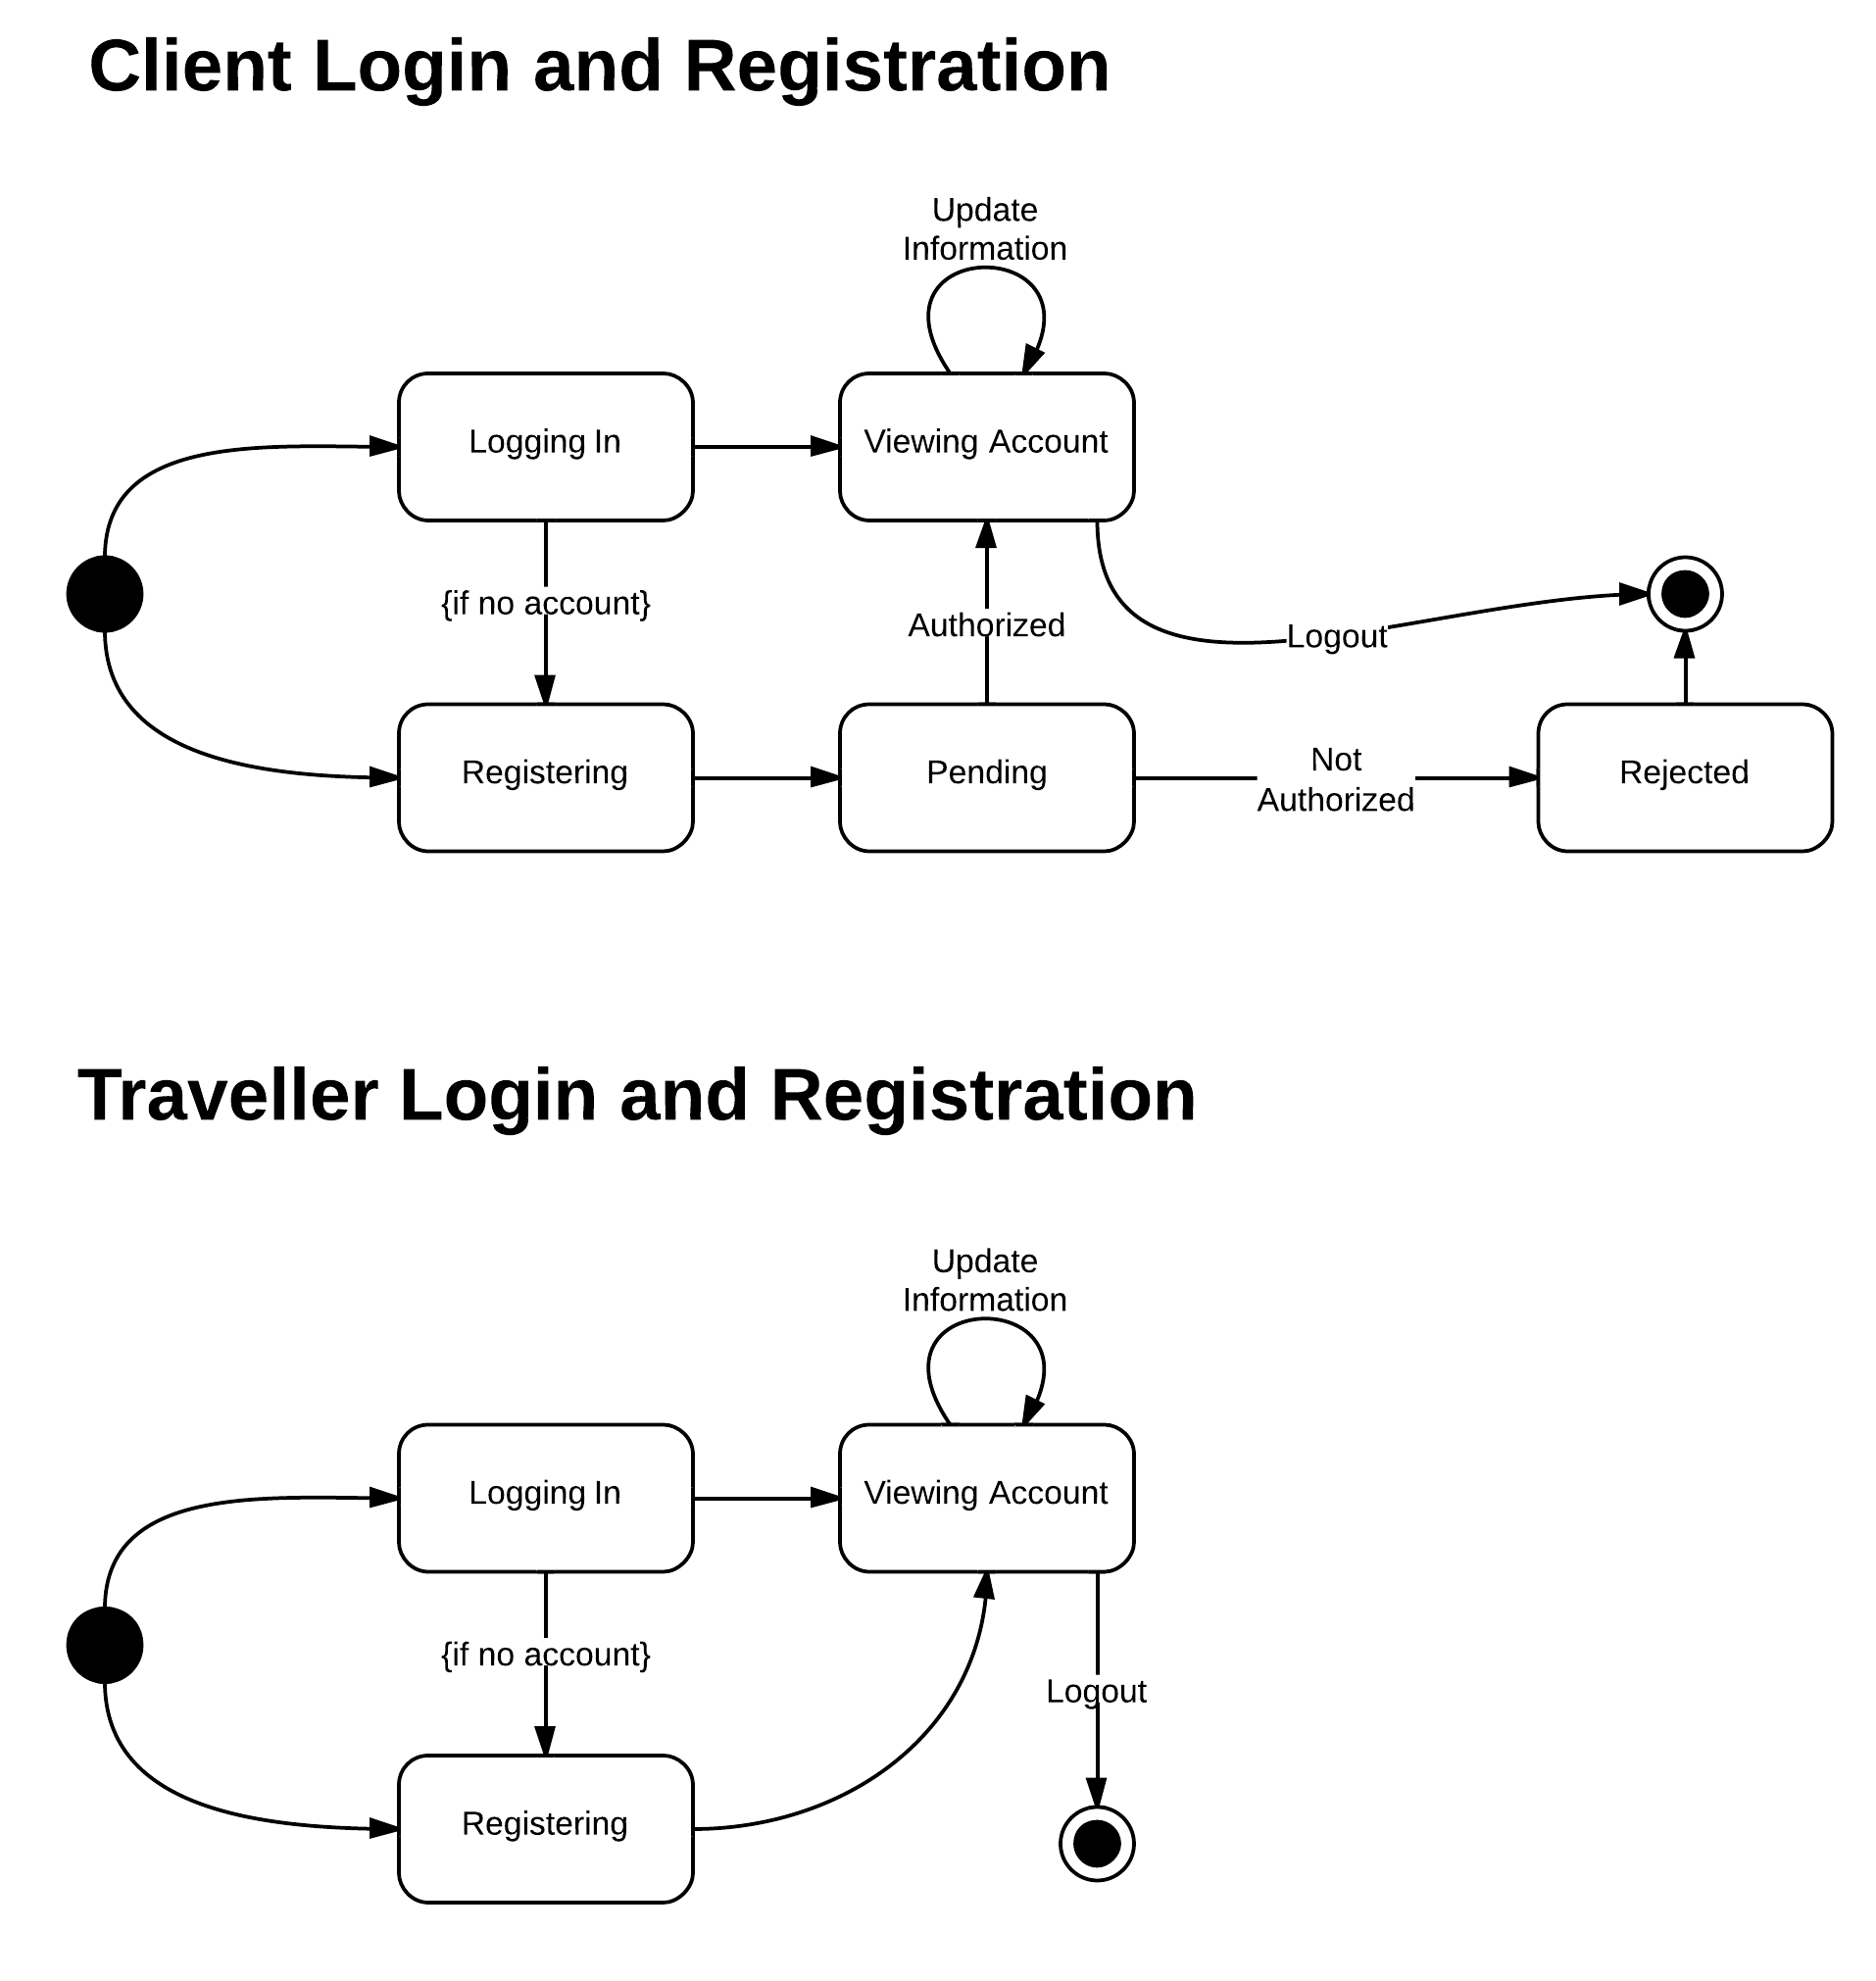 Client Login and Registration
Update
Information
Logging In
Viewing Account
{if no account}
Authorized
Logout
Registering
Pending
Not
Authorized
Rejected
Traveller Login and Registration
Update
Information
Logging In
Viewing Account
{if no account}
Logout
Registering